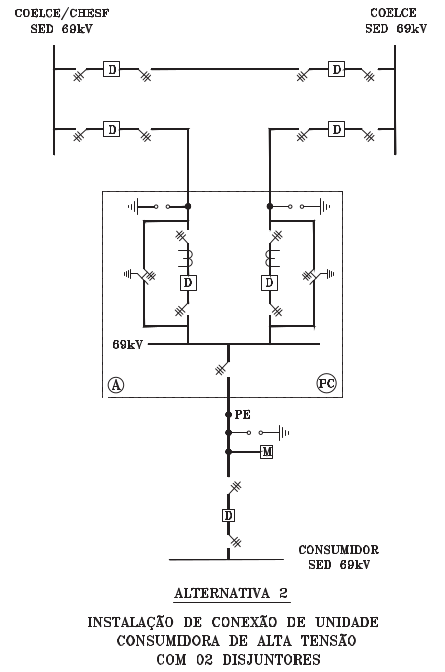 COELCE/CHESF
SED 69kV
COELCE
SED 69kV
D
D
D
D
D
D
69kV
A
PC
PE
M
D
CONSUMIDOR
SED 69kV
ALTERNATIVA 2
INSTALAÇÃO DE CONEXÃO DE UNIDADE
CONSUMIDORA DE ALTA TENSÃO
COM 02 DISJUNTORES